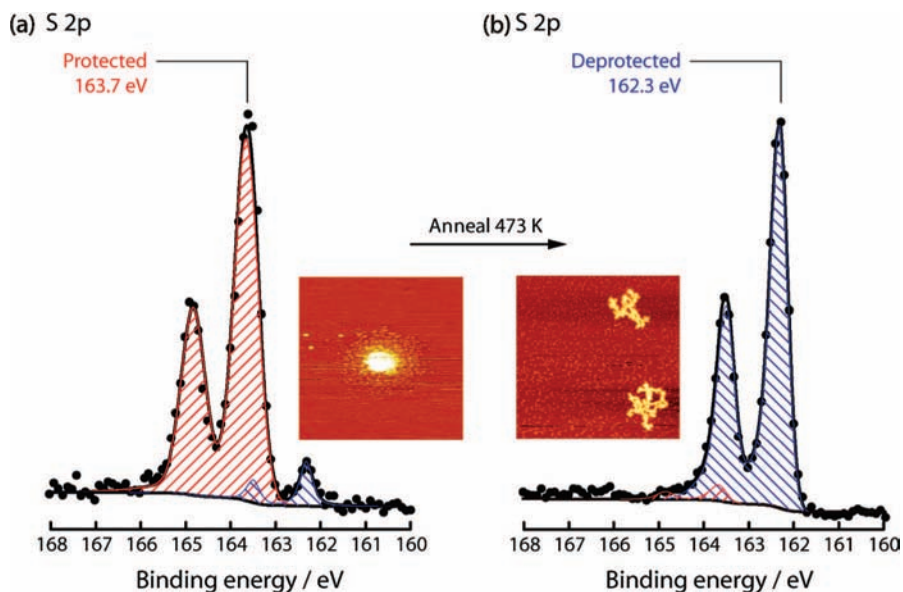 (a) S 2p
Protected
163.7 eV
168 167 166 165 164 163 162 161 160
Binding energy / eV
Anneal 473 K
(b) S 2p
Deprotected
162.3 eV
168 167 166 165 164 163 162 161 160
Binding energy / eV